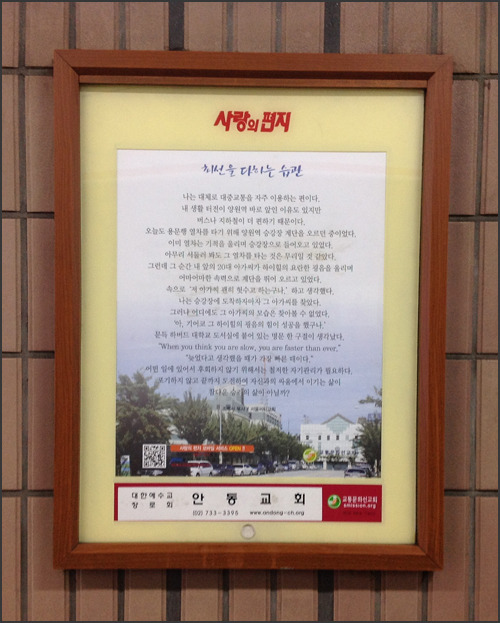 사랑의 편지
최선을 다하는 습관
나는 대체로 대중교통을 자주 이용하는 편이다.
내 생활 터전이 양원역 바로 앞인 이유도 있지만
버스나 지하철이 더 편하기 때문이다.
오늘도 용문행 열차를 타기 위해 양원역 승강장 계단을 오르던 중이었다.
이미 열차는 기적을 울리며 승강장으로 들어오고 있었다.
아무리 서둘러 봐도 그 열차를 타는 것은 무리일 것 같았다.
그런데 그 순간 내 앞의 20대 아가씨가 하이힐의 요란한 굉음을 울리며
어마어마한 속력으로 계단을 뛰어 오르고 있었다.
속으로 '저 아가씨 괜히 헛수고 하는구나.' 하고 생각했다.
나는 승강장에 도착하자마자 그 아가씨를 찾았다.
그러나 어디에도 그 아가씨의 모습은 찾아볼 수 없었다.
'아, 기어코 그 하이힐의 굉음의 힘이 성공을 했구나.'
문득 하버드 대학교 도서실에 붙어 있는 명문 한 구절이 생각났다.
"When you think you are slow, you are faster than ever."
"늦었다고 생각했을 때가 가장 빠른 때이다."
어떤 일에 있어서 후회하지 않기 위해서는 철저한 자기관리가 필요하다.
포기하지 않고 끝까지 도전하여 자신과의 싸움에서 이기는 삶이
참다운 승리의 삶이 아닐까?
사랑의 편지 모바일 서비스 OPEN
대한예수교
장로회
안동교회
(02) 733-3395 www.andong-ch.org
교통문화선교회
smission.org